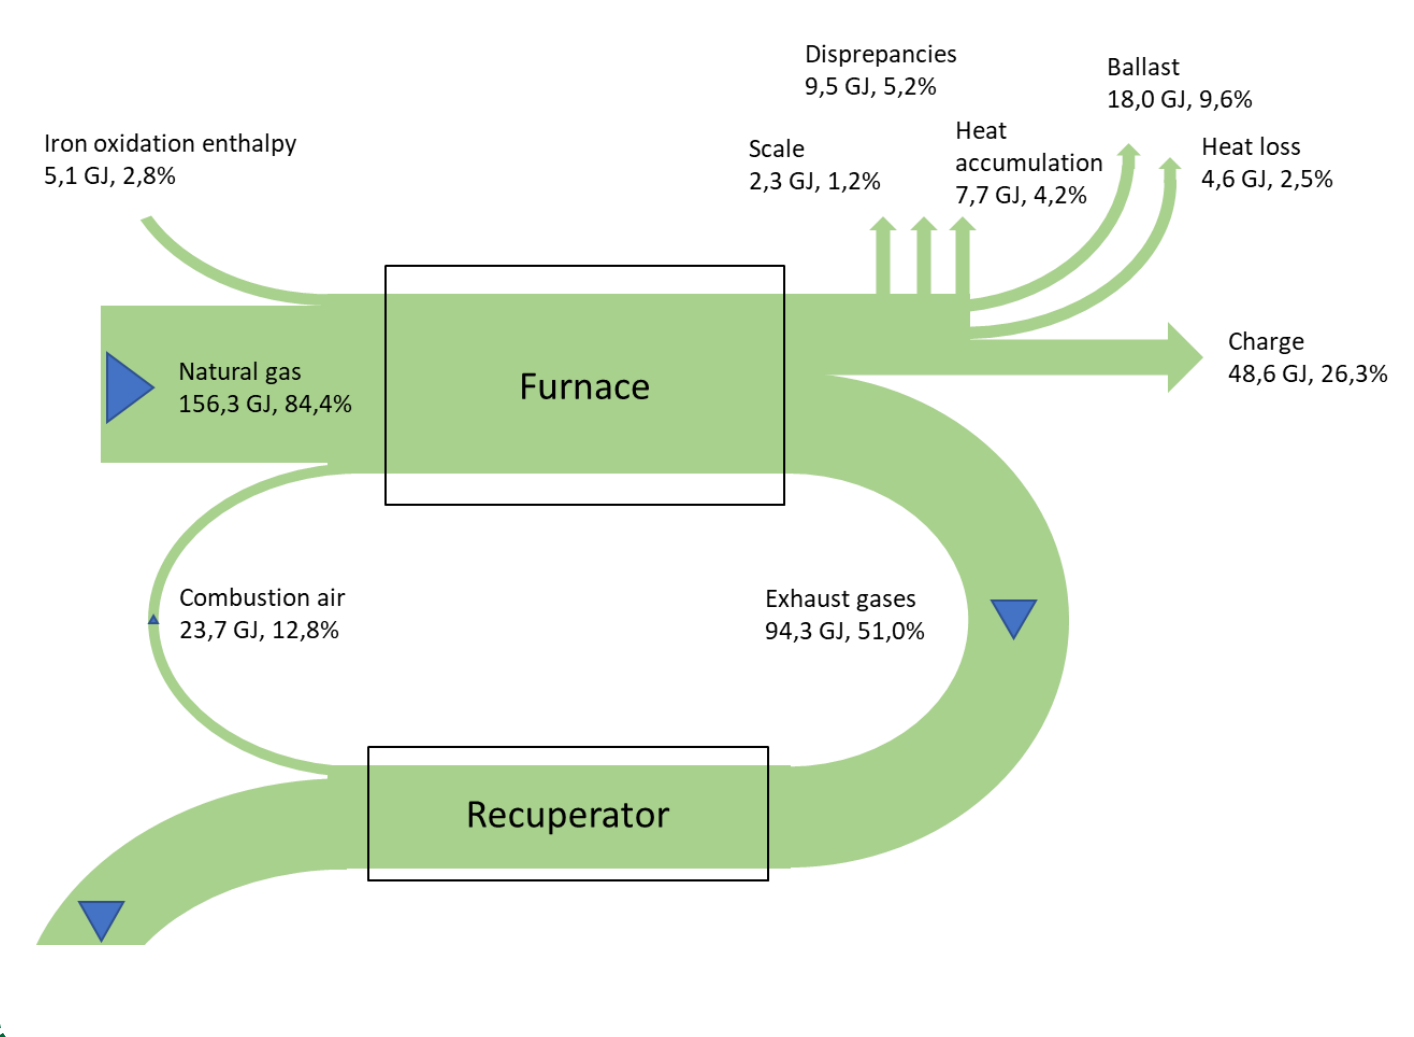 Disprepancies
9,5 GJ, 5,2%
Ballast
18,0 GJ, 9,6%
Iron oxidation enthalpy
5,1 GJ, 2,8%
Scale
2,3 GJ, 1,2%
Heat
accumulation
7,7 GJ, 4,2%
Heat loss
4,6 GJ, 2,5%
Natural gas
156,3 GJ, 84,4%
Furnace
Charge
48,6 GJ, 26,3%
Combustion air
23,7 GJ, 12,8%
Exhaust gases
94,3 GJ, 51,0%
Recuperator